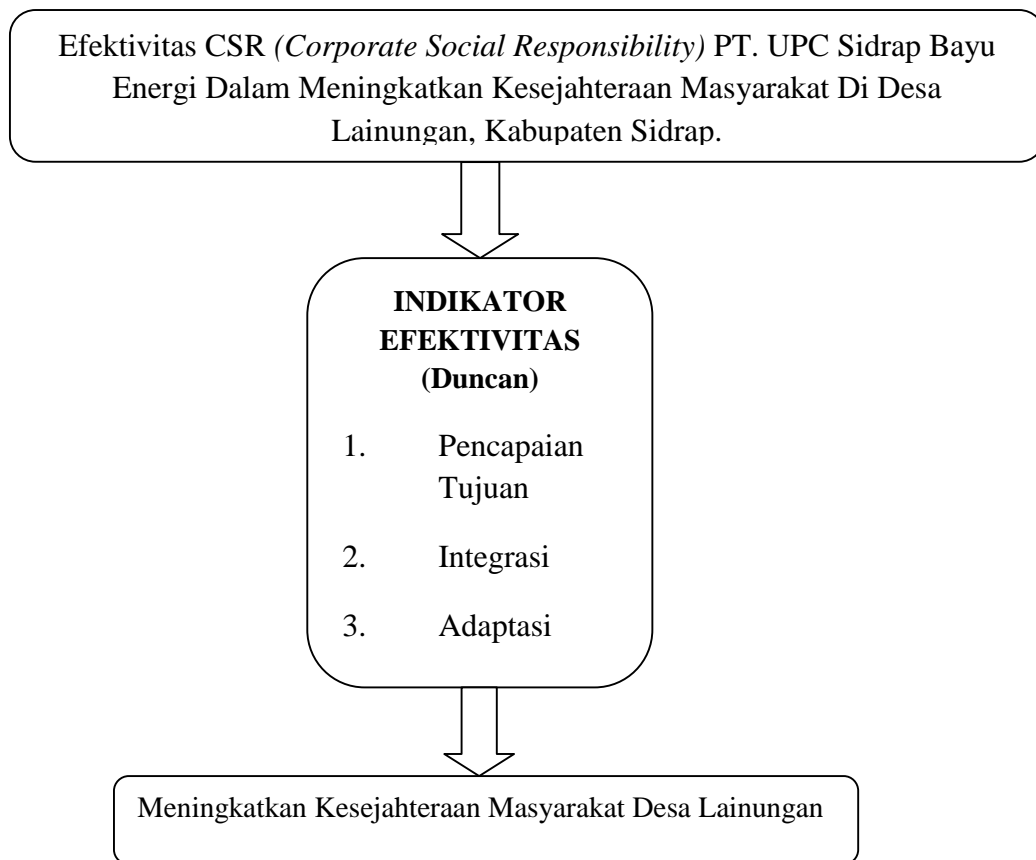 Efektivitas CSR (Corporate Social Responsibility) PT. UPC Sidrap Bayu
Energi Dalam Meningkatkan Kesejahteraan Masyarakat Di Desa
Lainungan, Kabupaten Sidrap.
INDIKATOR
EFEKTIVITAS
(Duncan)
1. Pencapaian
Tujuan
2. Integrasi
3. Adaptasi
Meningkatkan Kesejahteraan Masyarakat Desa Lainungan